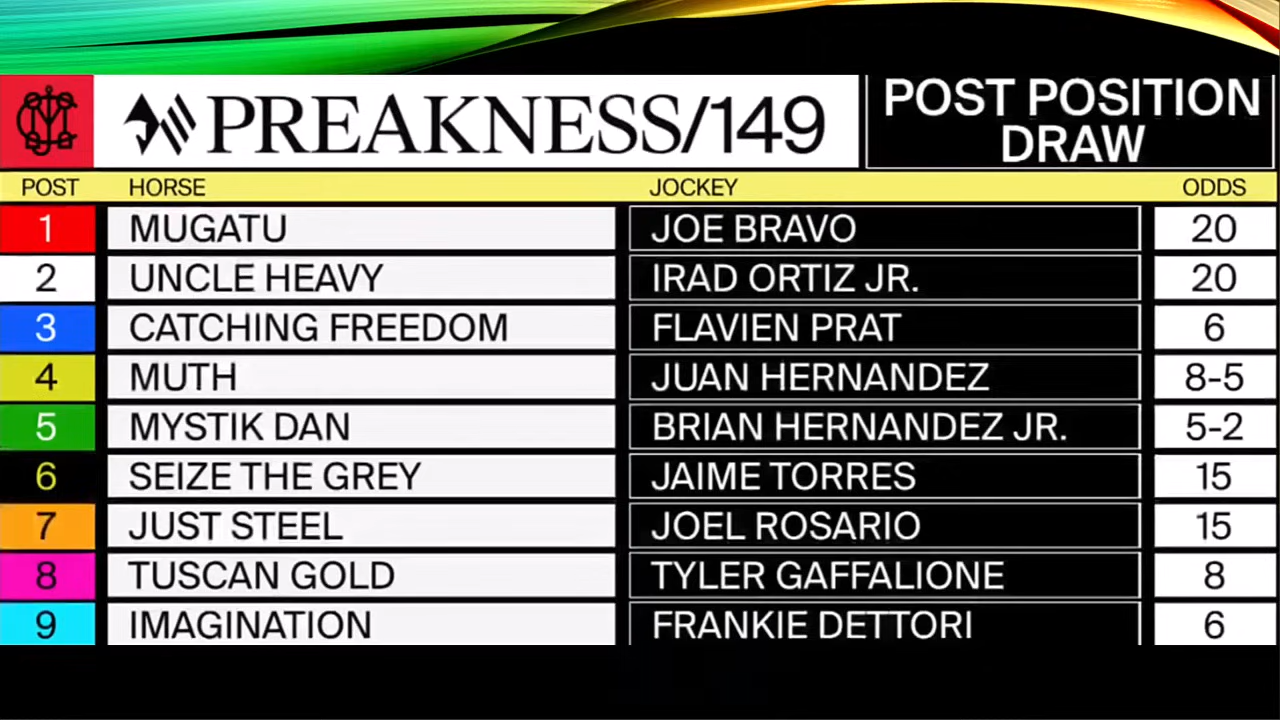 PREAKNESS/149
POST POSITION
DRAW
POST HORSE JOCKEY ODDS
1 MUGATU JOE BRAVO 20
2 UNCLE HEAVY IRAD ORTIZ JR. 20
3 CATCHING FREEDOM FLAVIEN PRAT 6
4 MUTH JUAN HERNANDEZ 8-5
5 MYSTIK DAN BRIAN HERNANDEZ JR. 5-2
6 SEIZE THE GREY JAIME TORRES 15
7 JUST STEEL JOEL ROSARIO 15
8 TUSCAN GOLD TYLER GAFFALIONE 8
9 IMAGINATION FRANKIE DETTORI 6